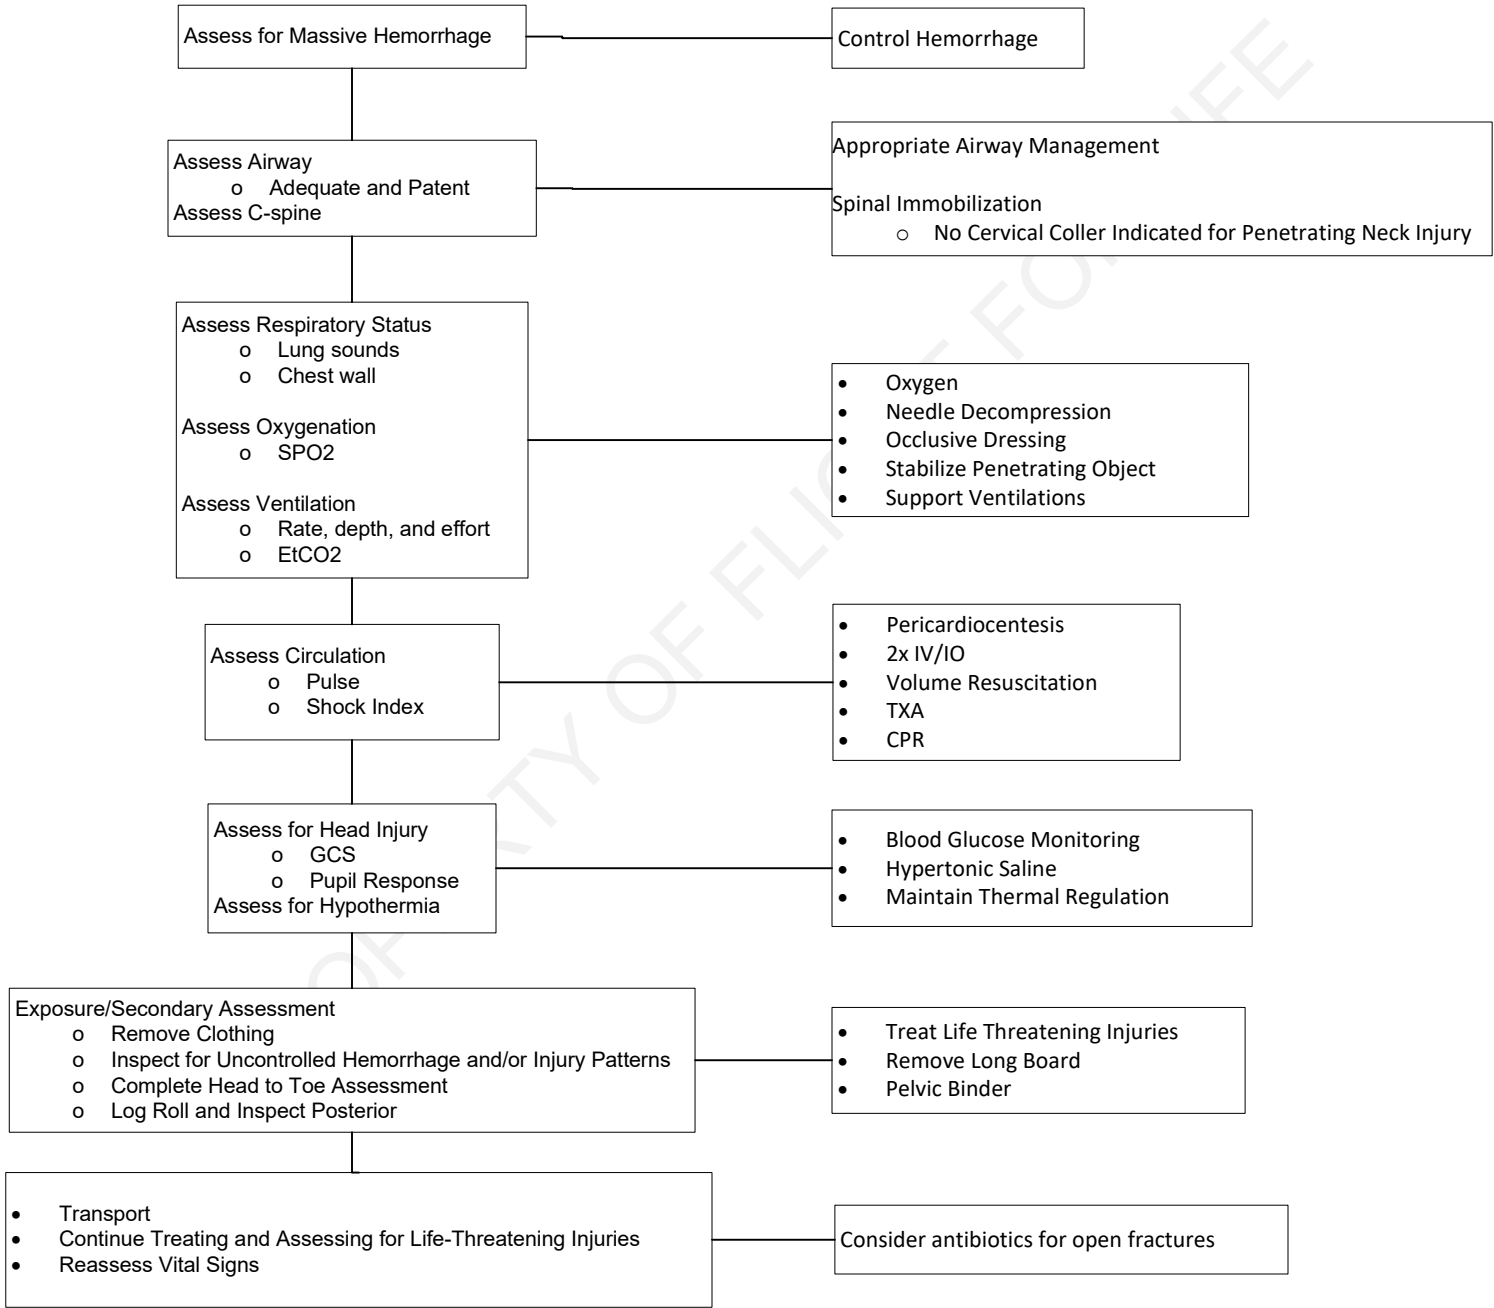 Assess for Massive Hemorrhage
Control Hemorrhage
Assess Airway
o Adequate and Patent
Assess C-spine
Appropriate Airway Management
Spinal Immobilization
o No Cervical Coller Indicated for Penetrating Neck Injury
Assess Respiratory Status
o Lung sounds
o Chest wall
Assess Oxygenation
o SPO2
Assess Ventilation
o Rate, depth, and effort
o EtCO2
• Oxygen
• Needle Decompression
• Occlusive Dressing
• Stabilize Penetrating Object
• Support Ventilations
Assess Circulation
o Pulse
o Shock Index
• Pericardiocentesis
• 2x IV/IO
• Volume Resuscitation
• TXA
• CPR
Assess for Head Injury
o GCS
o Pupil Response
Assess for Hypothermia
• Blood Glucose Monitoring
• Hypertonic Saline
• Maintain Thermal Regulation
Exposure/Secondary Assessment
o Remove Clothing
o Inspect for Uncontrolled Hemorrhage and/or Injury Patterns
o Complete Head to Toe Assessment
o Log Roll and Inspect Posterior
• Treat Life Threatening Injuries
• Remove Long Board
• Pelvic Binder
• Transport
• Continue Treating and Assessing for Life-Threatening Injuries
• Reassess Vital Signs
Consider antibiotics for open fractures
OF LIFE